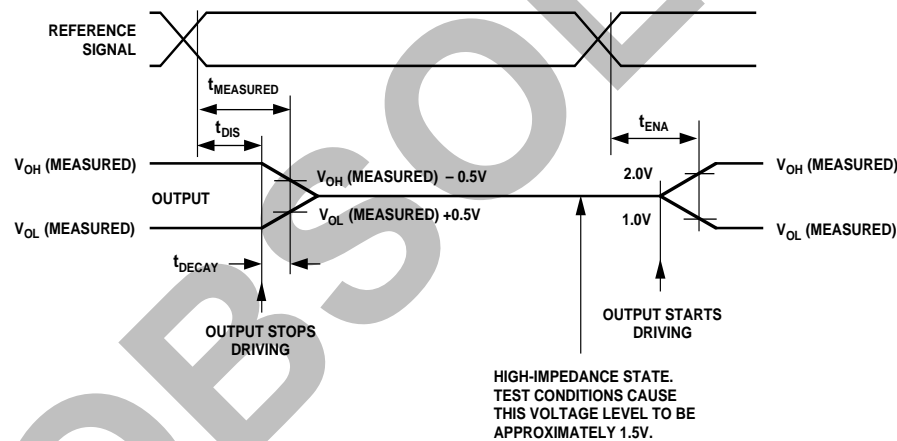 REFERENCE
SIGNAL
tMEASURED
tDIS
tENA
VOH (MEASURED)
VOH (MEASURED) – 0.5V
2.0V
VOH (MEASURED)
OUTPUT
VOL (MEASURED) +0.5V
1.0V
VOL (MEASURED)
VOL (MEASURED)
tDECAY
OUTPUT STOPS
DRIVING
OUTPUT STARTS
DRIVING
HIGH-IMPEDANCE STATE.
TEST CONDITIONS CAUSE
THIS VOLTAGE LEVEL TO BE
APPROXIMATELY 1.5V.
OBSOL